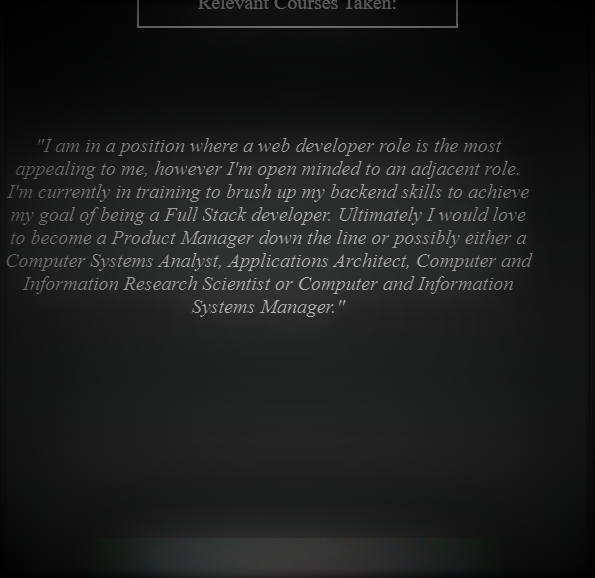 Relevant Courses Taken:
"I am in a position where a web developer role is the most
appealing to me, however I'm open minded to an adjacent role.
I'm currently in training to brush up my backend skills to achieve
my goal of being a Full Stack developer. Ultimately I would love
to become a Product Manager down the line or possibly either a
Computer Systems Analyst, Applications Architect, Computer and
Information Research Scientist or Computer and Information
Systems Manager."